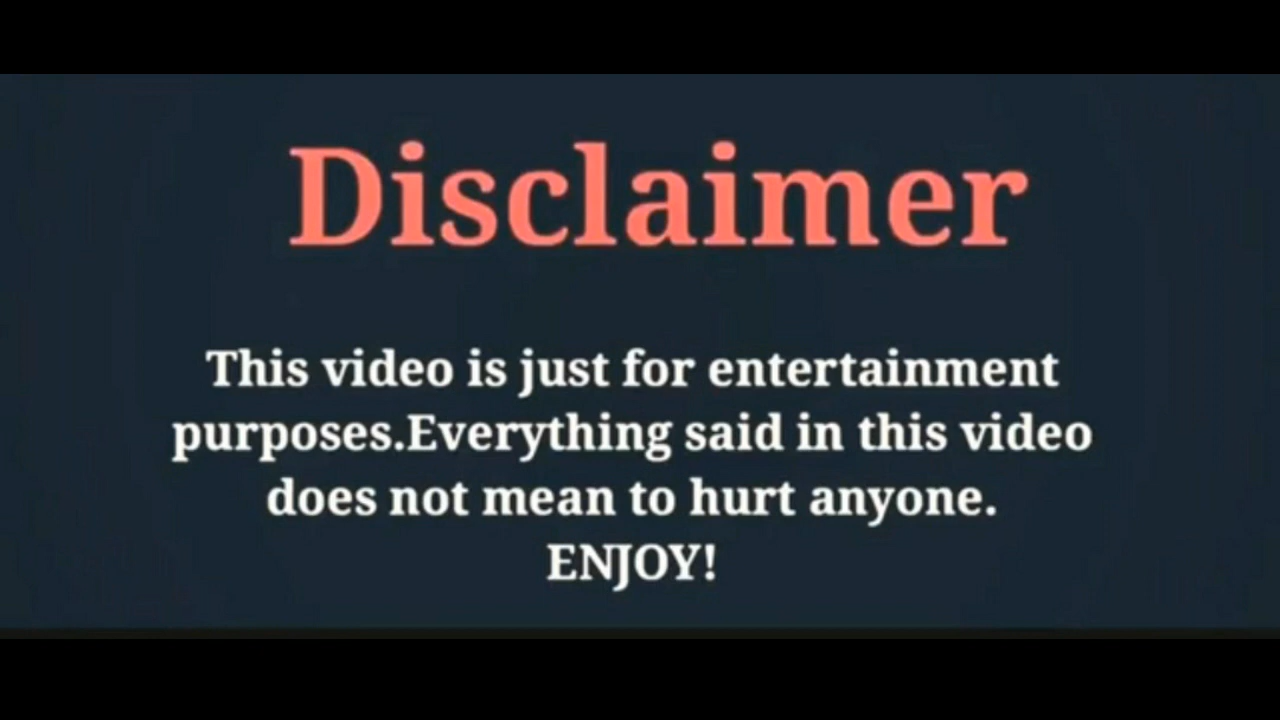 Disclaimer
This video is just for entertainment
purposes.Everything said in this video
does not mean to hurt anyone.
ENJOY!